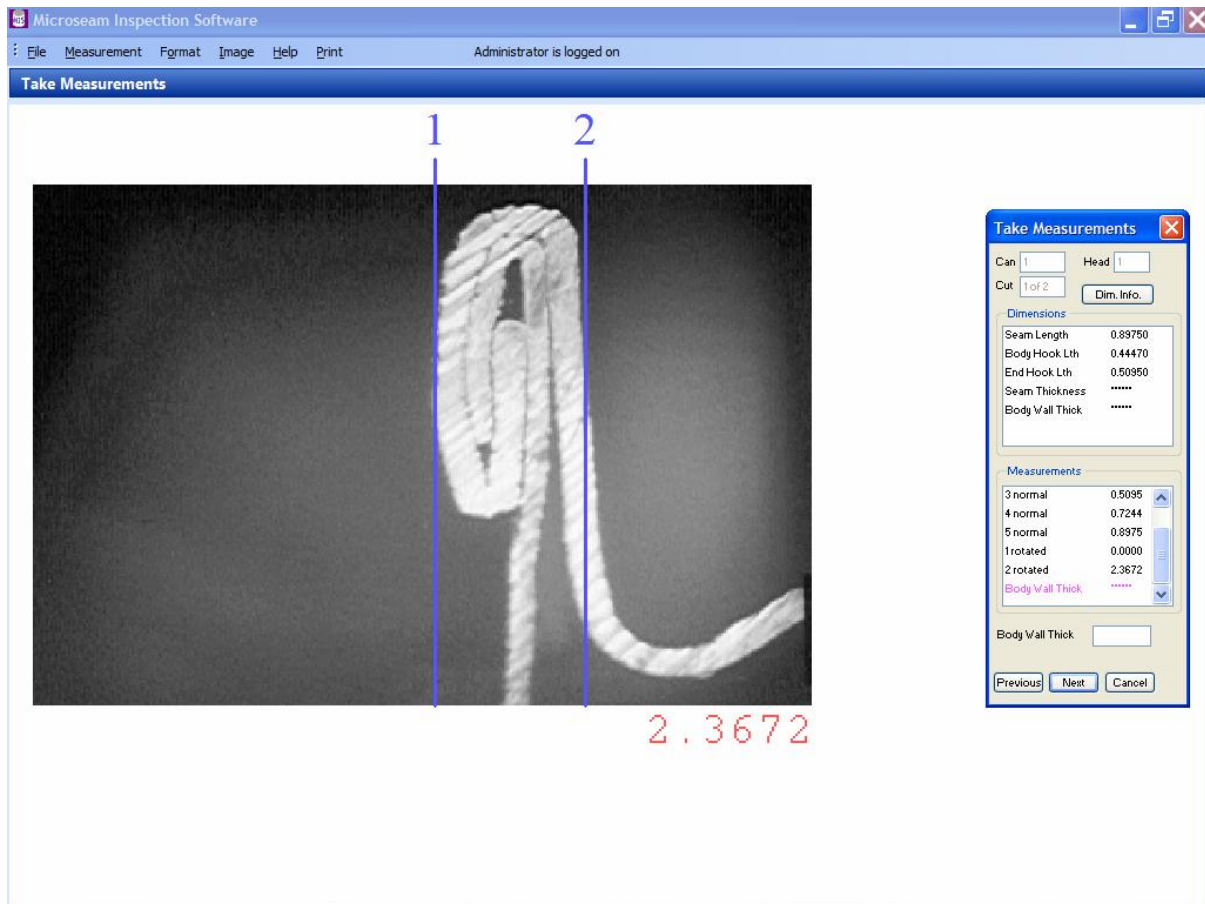 Microseam Inspection Software
File Measurement Format Image Help Print Administrator is logged on
Take Measurements
1 2
2.3672
Take Measurements
Can 1 Head 1
Cut 1 of 2 Dim. Info.
Dimensions
Seam Length 0.89750
Body Hook Lth 0.44470
End Hook Lth 0.50950
Seam Thickness ······
Body Wall Thick ······
Measurements
3 normal 0.5095
4 normal 0.7244
5 normal 0.8975
1 rotated 0.0000
2 rotated 2.3672
Body Wall Thick ······
Body Wall Thick
Previous Next Cancel